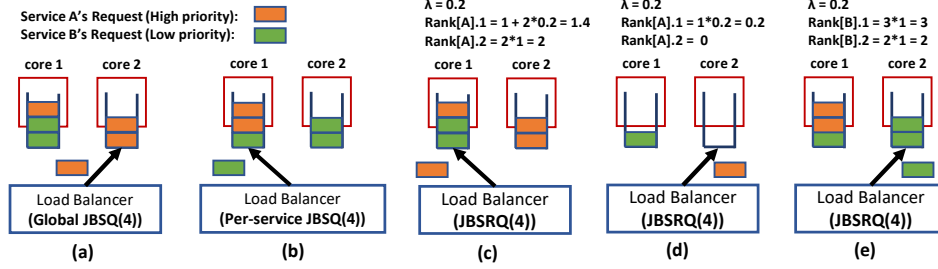 Service A's Request (High priority):
Service B's Request (Low priority):
core 1
core 2
Load Balancer
(Global JBSQ(4))
(a)
core 1
core 2
Load Balancer
(Per-service JBSQ(4))
(b)
λ = 0.2
Rank[A].1 = 1 + 2*0.2 = 1.4
Rank[A].2 = 2*1 = 2
core 1
core 2
Load Balancer
(JBSRQ(4))
(c)
λ = 0.2
Rank[A].1 = 1*0.2 = 0.2
Rank[A].2 = 0
core 1
core 2
Load Balancer
(JBSRQ(4))
(d)
λ = 0.2
Rank[B].1 = 3*1 = 3
Rank[B].2 = 2*1 = 2
core 1
core 2
Load Balancer
(JBSRQ(4))
(e)